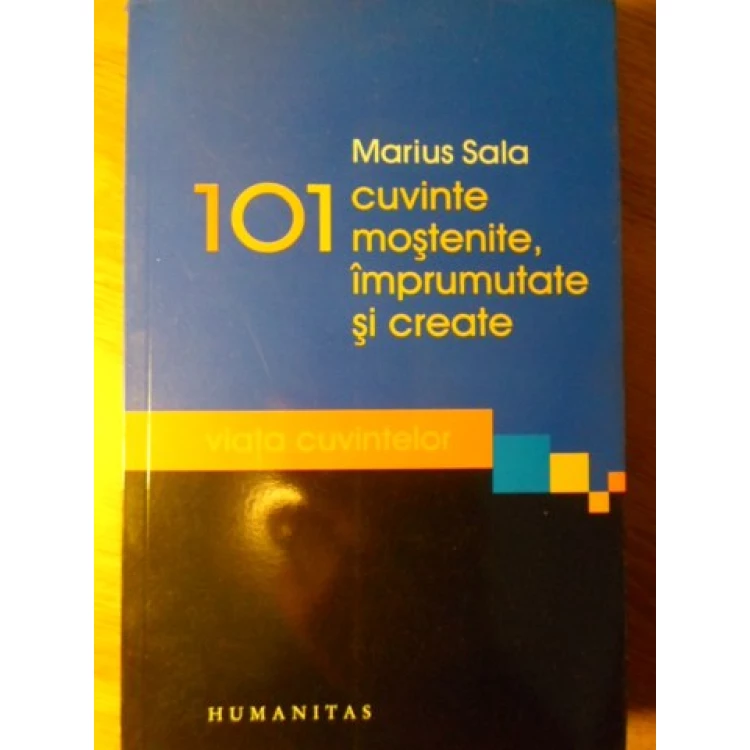 Marius Sala
101 cuvinte
moştenite,
împrumutate
şi create
viaţa cuvintelor
HUMANITAS